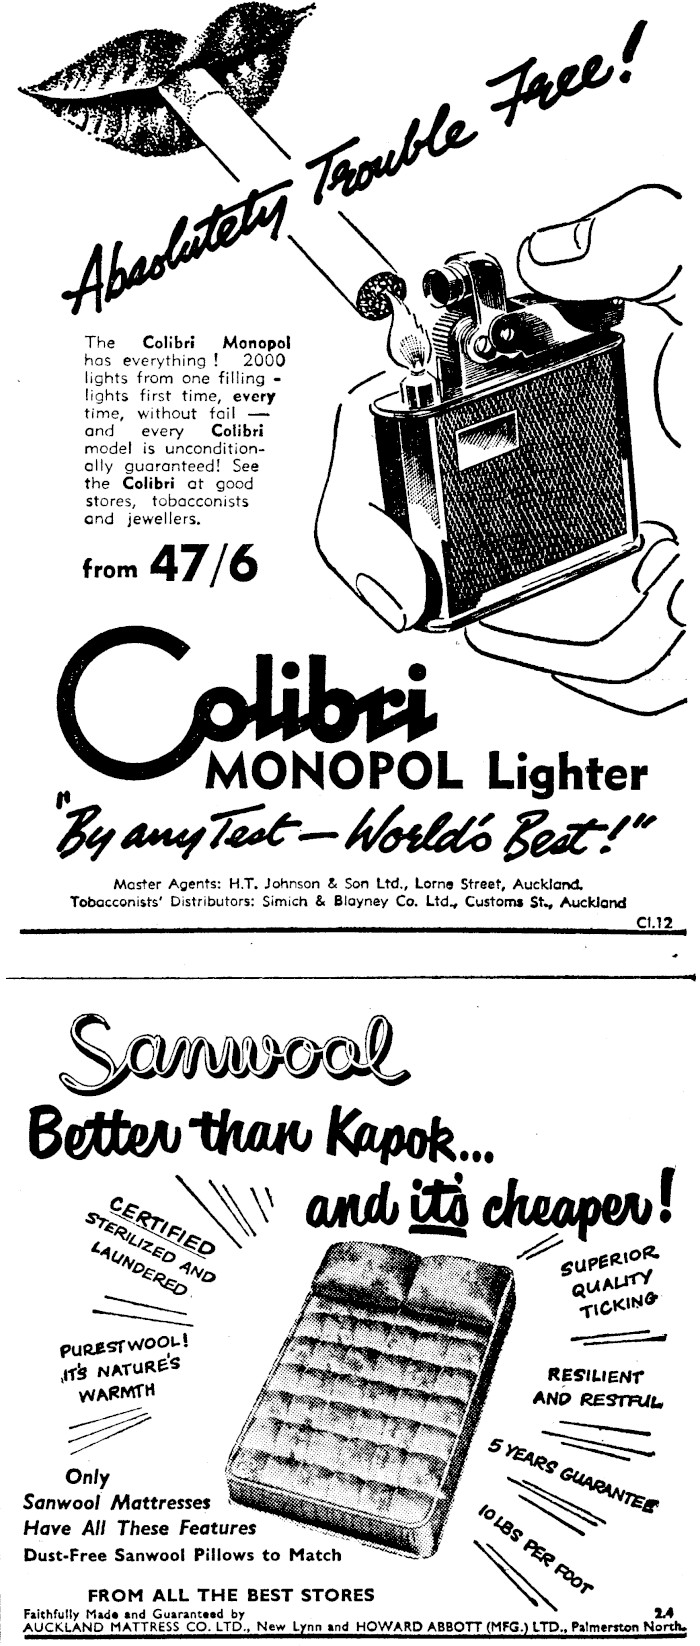 Absolutely Trouble Free!
The Colibri Monopol
has everything ! 2000
lights from one filling -
lights first time, every
time, without fail —
and every Colibri
model is uncondition-
ally guaranteed! See
the Colibri at good
stores, tobacconists
and jewellers.
from 47/6
Colibri
MONOPOL Lighter
"By any Test — World's Best!"
Master Agents: H.T. Johnson & Son Ltd., Lorne Street, Auckland.
Tobacconists' Distributors: Simich & Blayney Co. Ltd., Customs St., Auckland
Cl.12
Sanwool
Better than Kapok...
and it's cheaper!
CERTIFIED
STERILIZED AND
LAUNDERED
PUREST WOOL!
IT'S NATURE'S
WARMTH
SUPERIOR
QUALITY
TICKING
RESILIENT
AND RESTFUL
5 YEARS GUARANTEE
10 LBS PER FOOT
Only
Sanwool Mattresses
Have All These Features
Dust-Free Sanwool Pillows to Match
FROM ALL THE BEST STORES
Faithfully Made and Guaranteed by
2.4
AUCKLAND MATTRESS CO. LTD., New Lynn and HOWARD ABBOTT (MFG.) LTD., Palmerston North.